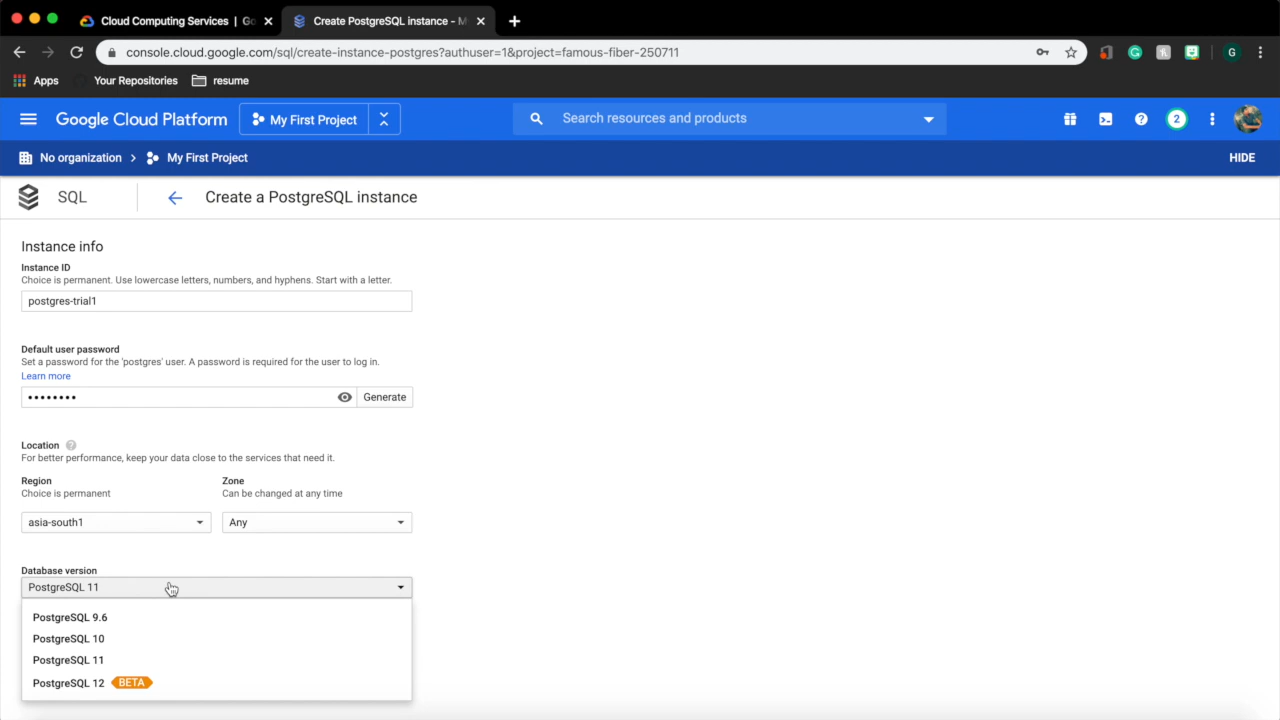 Cloud Computing Services | Go
Create PostgreSQL instance - M
console.cloud.google.com/sql/create-instance-postgres?authuser=1&project=famous-fiber-250711
G
Apps
Your Repositories
resume
Google Cloud Platform
My First Project
Search resources and products
2
No organization
My First Project
HIDE
SQL
Create a PostgreSQL instance
Instance info
Instance ID
Choice is permanent. Use lowercase letters, numbers, and hyphens. Start with a letter.
postgres-trial1
Default user password
Set a password for the 'postgres' user. A password is required for the user to log in.
Learn more
••••••••
Generate
Location
For better performance, keep your data close to the services that need it.
Region
Zone
Choice is permanent
Can be changed at any time
asia-south1
Any
Database version
PostgreSQL 11
PostgreSQL 9.6
PostgreSQL 10
PostgreSQL 11
PostgreSQL 12 BETA